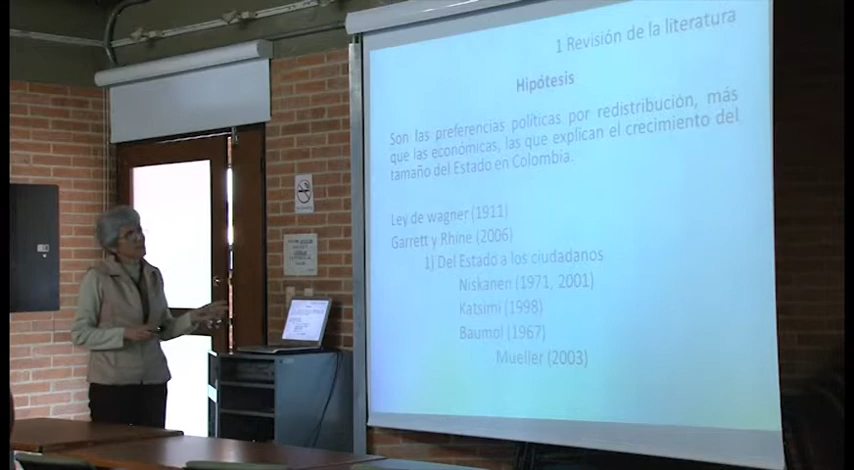 1 Revisión de la literatura
Hipótesis
Son las preferencias políticas por redistribución, más
que las económicas, las que explican el crecimiento del
tamaño del Estado en Colombia.
Ley de wagner (1911)
Garrett y Rhine (2006)
1) Del Estado a los ciudadanos
Niskanen (1971, 2001)
Katsimi (1998)
Baumol (1967)
Mueller (2003)